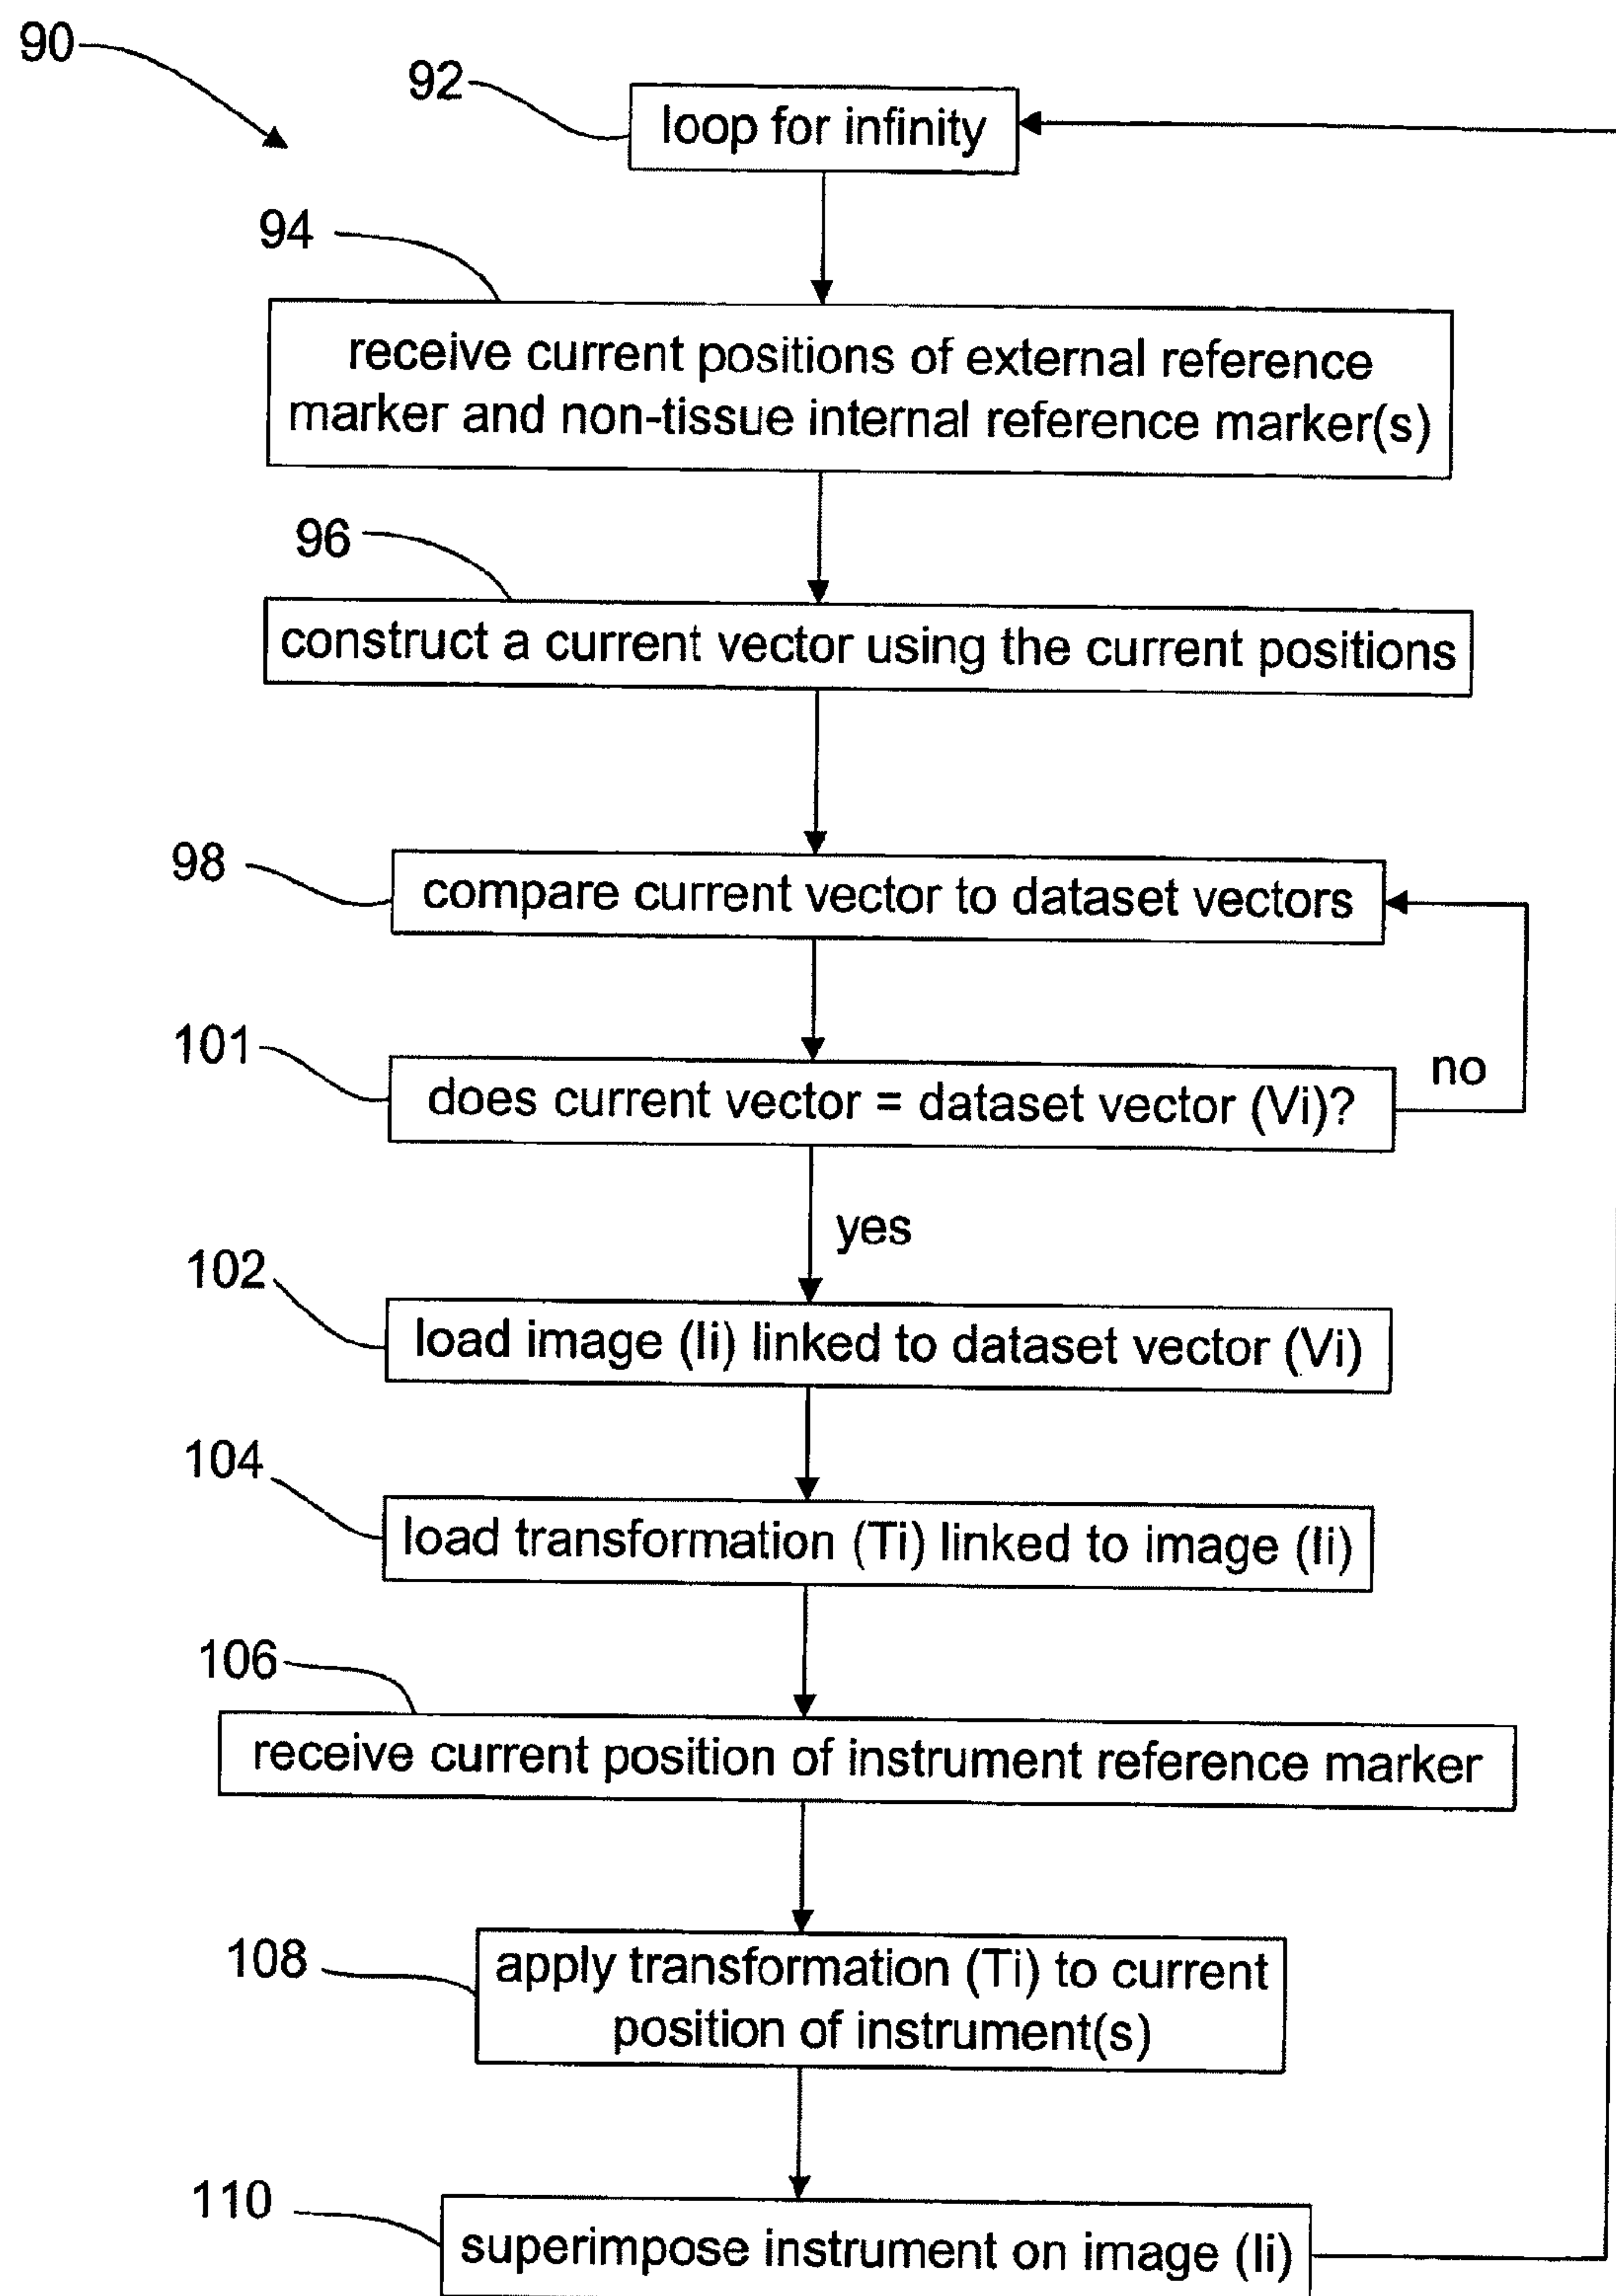 90
92
loop for infinity
94
receive current positions of external reference
marker and non-tissue internal reference marker(s)
96
construct a current vector using the current positions
98
compare current vector to dataset vectors
101
does current vector = dataset vector (Vi)?
no
yes
102
load image (Ii) linked to dataset vector (Vi)
104
load transformation (Ti) linked to image (Ii)
106
receive current position of instrument reference marker
108
apply transformation (Ti) to current
position of instrument(s)
110
superimpose instrument on image (Ii)